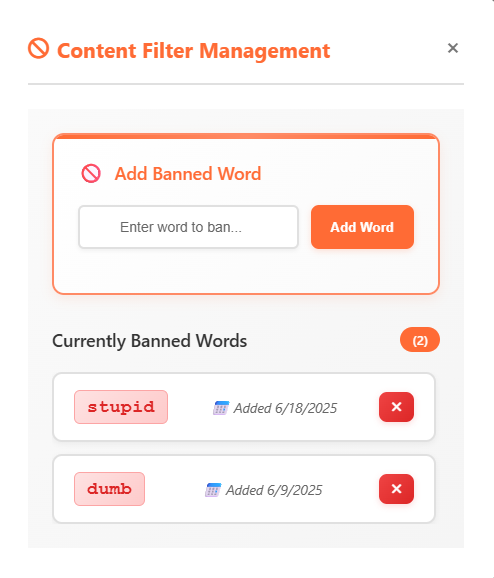 Content Filter Management
Add Banned Word
Enter word to ban...
Add Word
Currently Banned Words
(2)
stupid
Added 6/18/2025
dumb
Added 6/9/2025